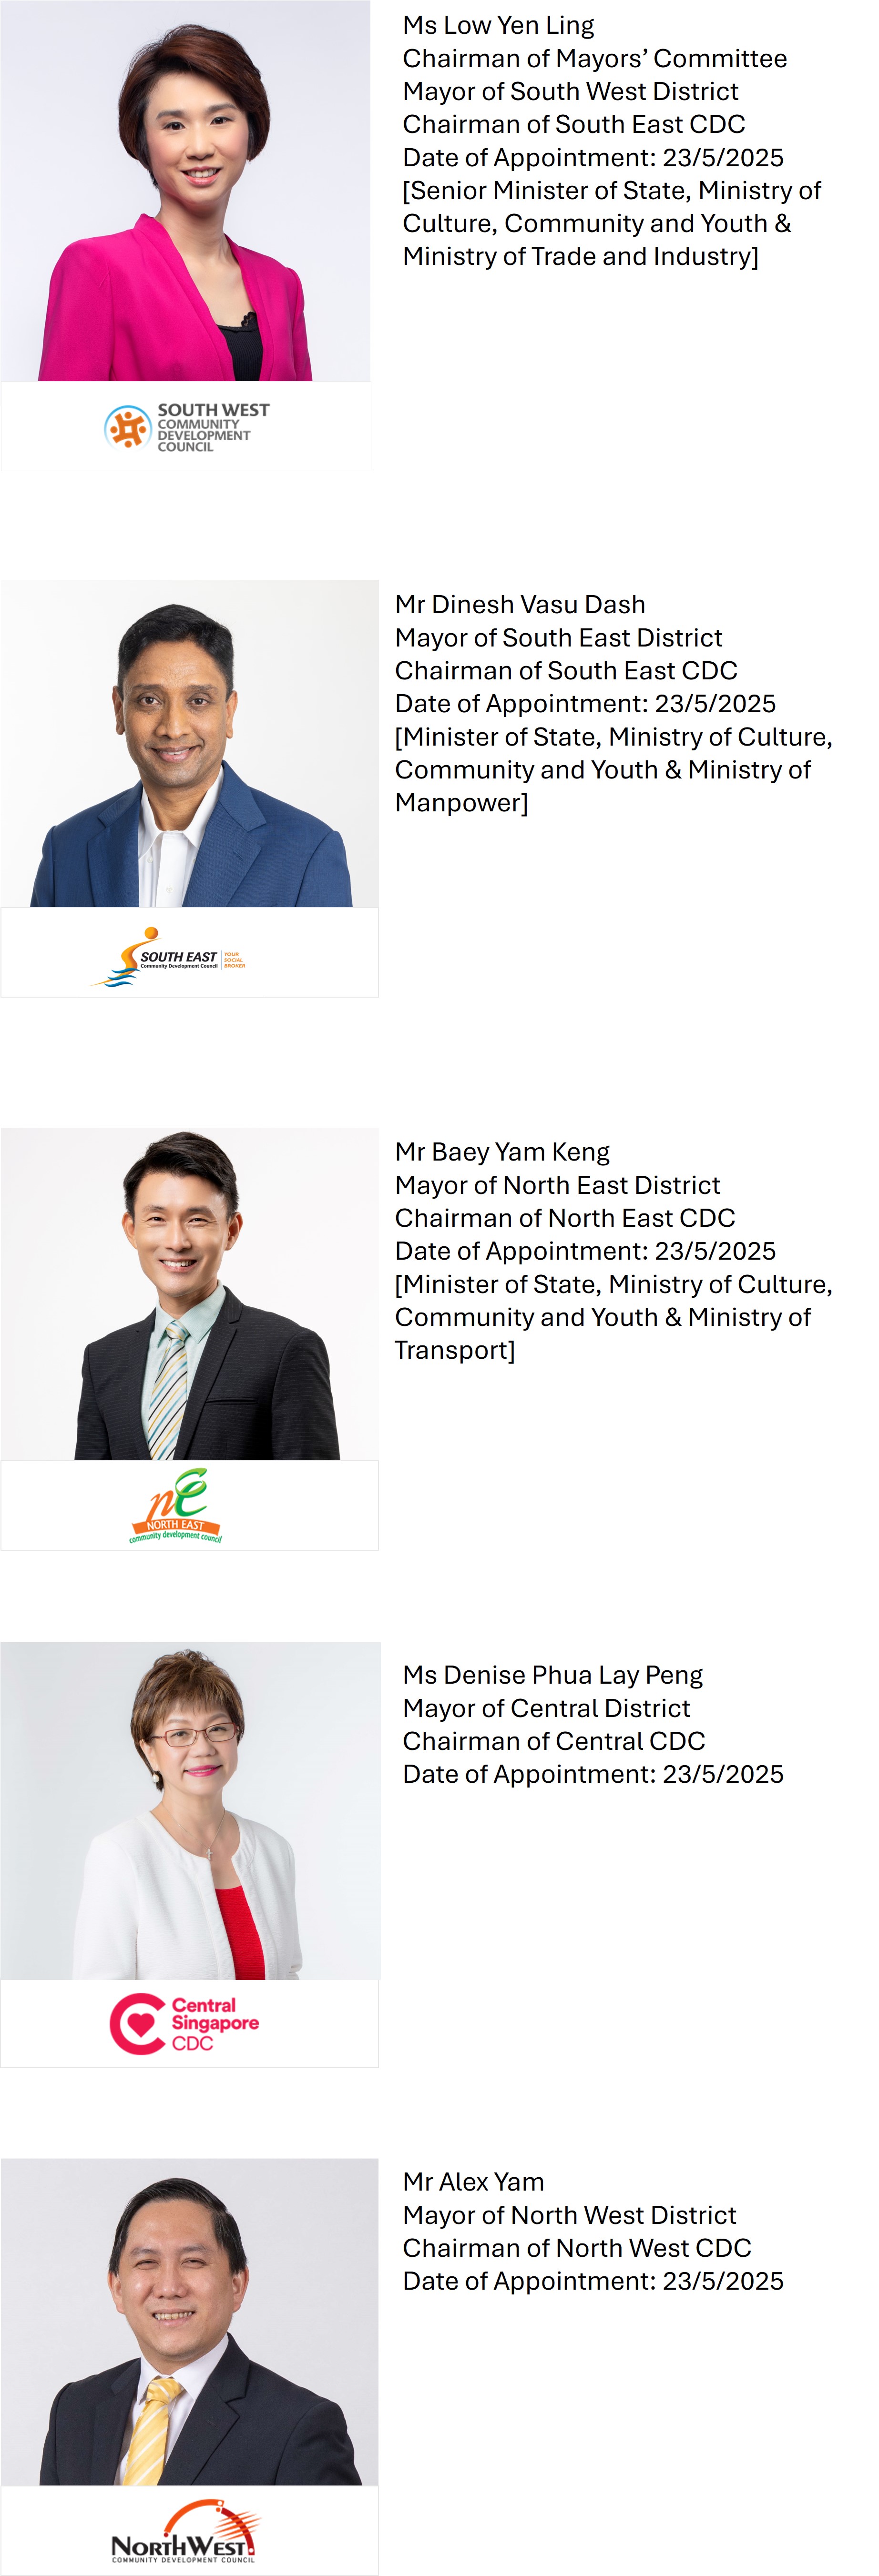 Ms Low Yen Ling
Chairman of Mayors’ Committee
Mayor of South West District
Chairman of South East CDC
Date of Appointment: 23/5/2025
[Senior Minister of State, Ministry of
Culture, Community and Youth &
Ministry of Trade and Industry]
SOUTH WEST
COMMUNITY
DEVELOPMENT
COUNCIL
Mr Dinesh Vasu Dash
Mayor of South East District
Chairman of South East CDC
Date of Appointment: 23/5/2025
[Minister of State, Ministry of Culture,
Community and Youth & Ministry of
Manpower]
SOUTH EAST
Community Development Council
YOUR
SOCIAL
BROKER
Mr Baey Yam Keng
Mayor of North East District
Chairman of North East CDC
Date of Appointment: 23/5/2025
[Minister of State, Ministry of Culture,
Community and Youth & Ministry of
Transport]
ne
NORTH EAST
community development council
Ms Denise Phua Lay Peng
Mayor of Central District
Chairman of Central CDC
Date of Appointment: 23/5/2025
Central
Singapore
CDC
Mr Alex Yam
Mayor of North West District
Chairman of North West CDC
Date of Appointment: 23/5/2025
NORTHWEST
COMMUNITY DEVELOPMENT COUNCIL